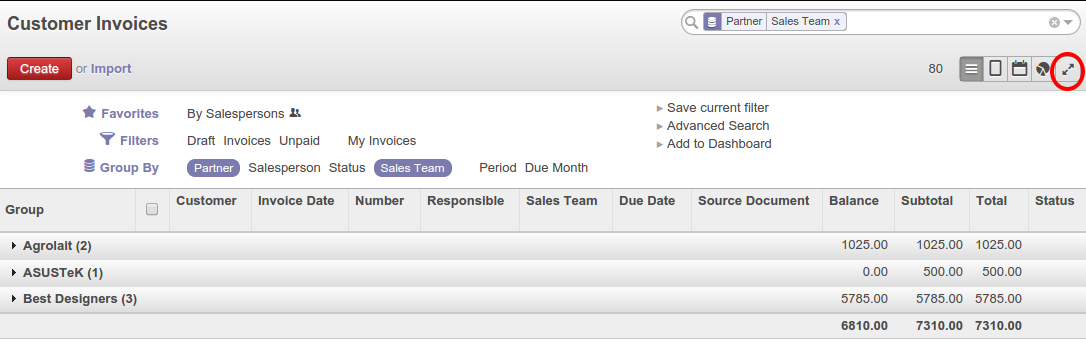 Customer Invoices
Partner Sales Team x
Create or Import
80
Favorites By Salespersons
Filters Draft Invoices Unpaid My Invoices
Group By Partner Salesperson Status Sales Team Period Due Month
Save current filter
Advanced Search
Add to Dashboard
Group Customer Invoice Date Number Responsible Sales Team Due Date Source Document Balance Subtotal Total Status
Agrolait (2) 1025.00 1025.00 1025.00
ASUSTeK (1) 0.00 500.00 500.00
Best Designers (3) 5785.00 5785.00 5785.00
6810.00 7310.00 7310.00